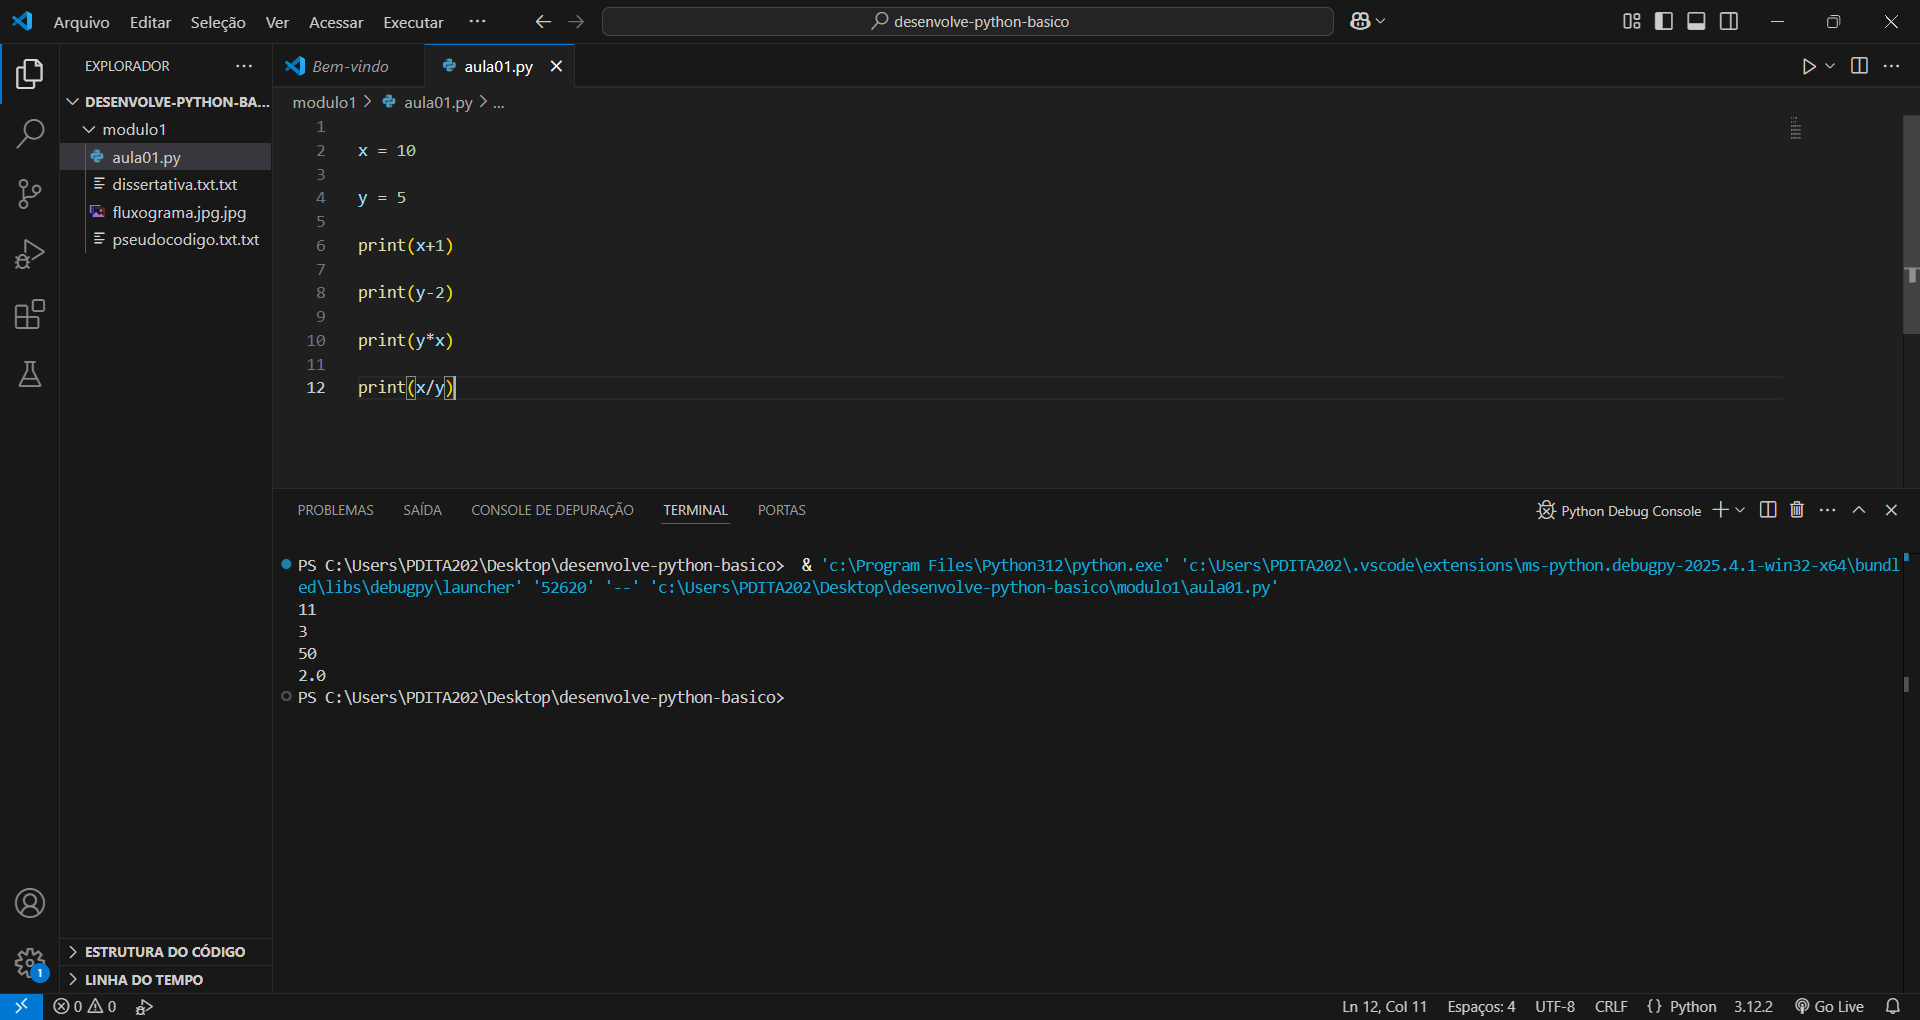 Arquivo Editar Seleção Ver Acessar Executar ··· desenvolve-python-basico
EXPLORADOR ···
DESENVOLVE-PYTHON-BA...
modulo1
aula01.py
dissertativa.txt.txt
fluxograma.jpg.jpg
pseudocodigo.txt.txt
ESTRUTURA DO CÓDIGO
LINHA DO TEMPO
1
Bem-vindo aula01.py
modulo1 > aula01.py > ...
1
2 x = 10
3
4 y = 5
5
6 print(x+1)
7
8 print(y-2)
9
10 print(y*x)
11
12 print(x/y)
PROBLEMAS SAÍDA CONSOLE DE DEPURAÇÃO TERMINAL PORTAS Python Debug Console
PS C:\Users\PDITA202\Desktop\desenvolve-python-basico> & 'c:\Program Files\Python312\python.exe' 'c:\Users\PDITA202\.vscode\extensions\ms-python.debugpy-2025.4.1-win32-x64\bundl
ed\libs\debugpy\launcher' '52620' '--' 'c:\Users\PDITA202\Desktop\desenvolve-python-basico\modulo1\aula01.py'
11
3
50
2.0
PS C:\Users\PDITA202\Desktop\desenvolve-python-basico>
0 0 Ln 12, Col 11 Espaços: 4 UTF-8 CRLF {} Python 3.12.2 Go Live